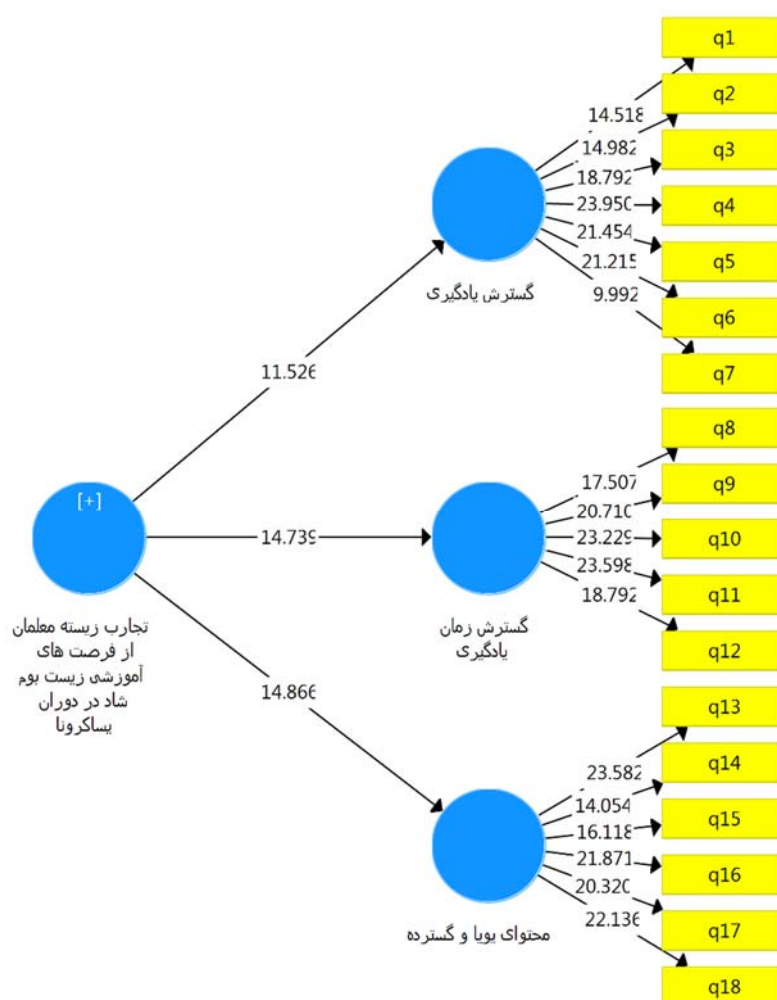 q1
q2
q3
q4
q5
q6
q7
14.518
14.982
18.792
23.950
21.454
21.215
9.992
گسترش یادگیری
11.526
q8
q9
q10
q11
q12
17.507
20.710
23.229
23.598
18.792
گسترش زمان
یادگیری
[+]
14.739
تجارب زیسته معلمان
از فرصت های
آموزشی زیست بوم
شاد در دوران
پساکرونا
14.866
q13
q14
q15
q16
q17
q18
23.582
14.054
16.118
21.871
20.320
22.136
محتوای پویا و گسترده